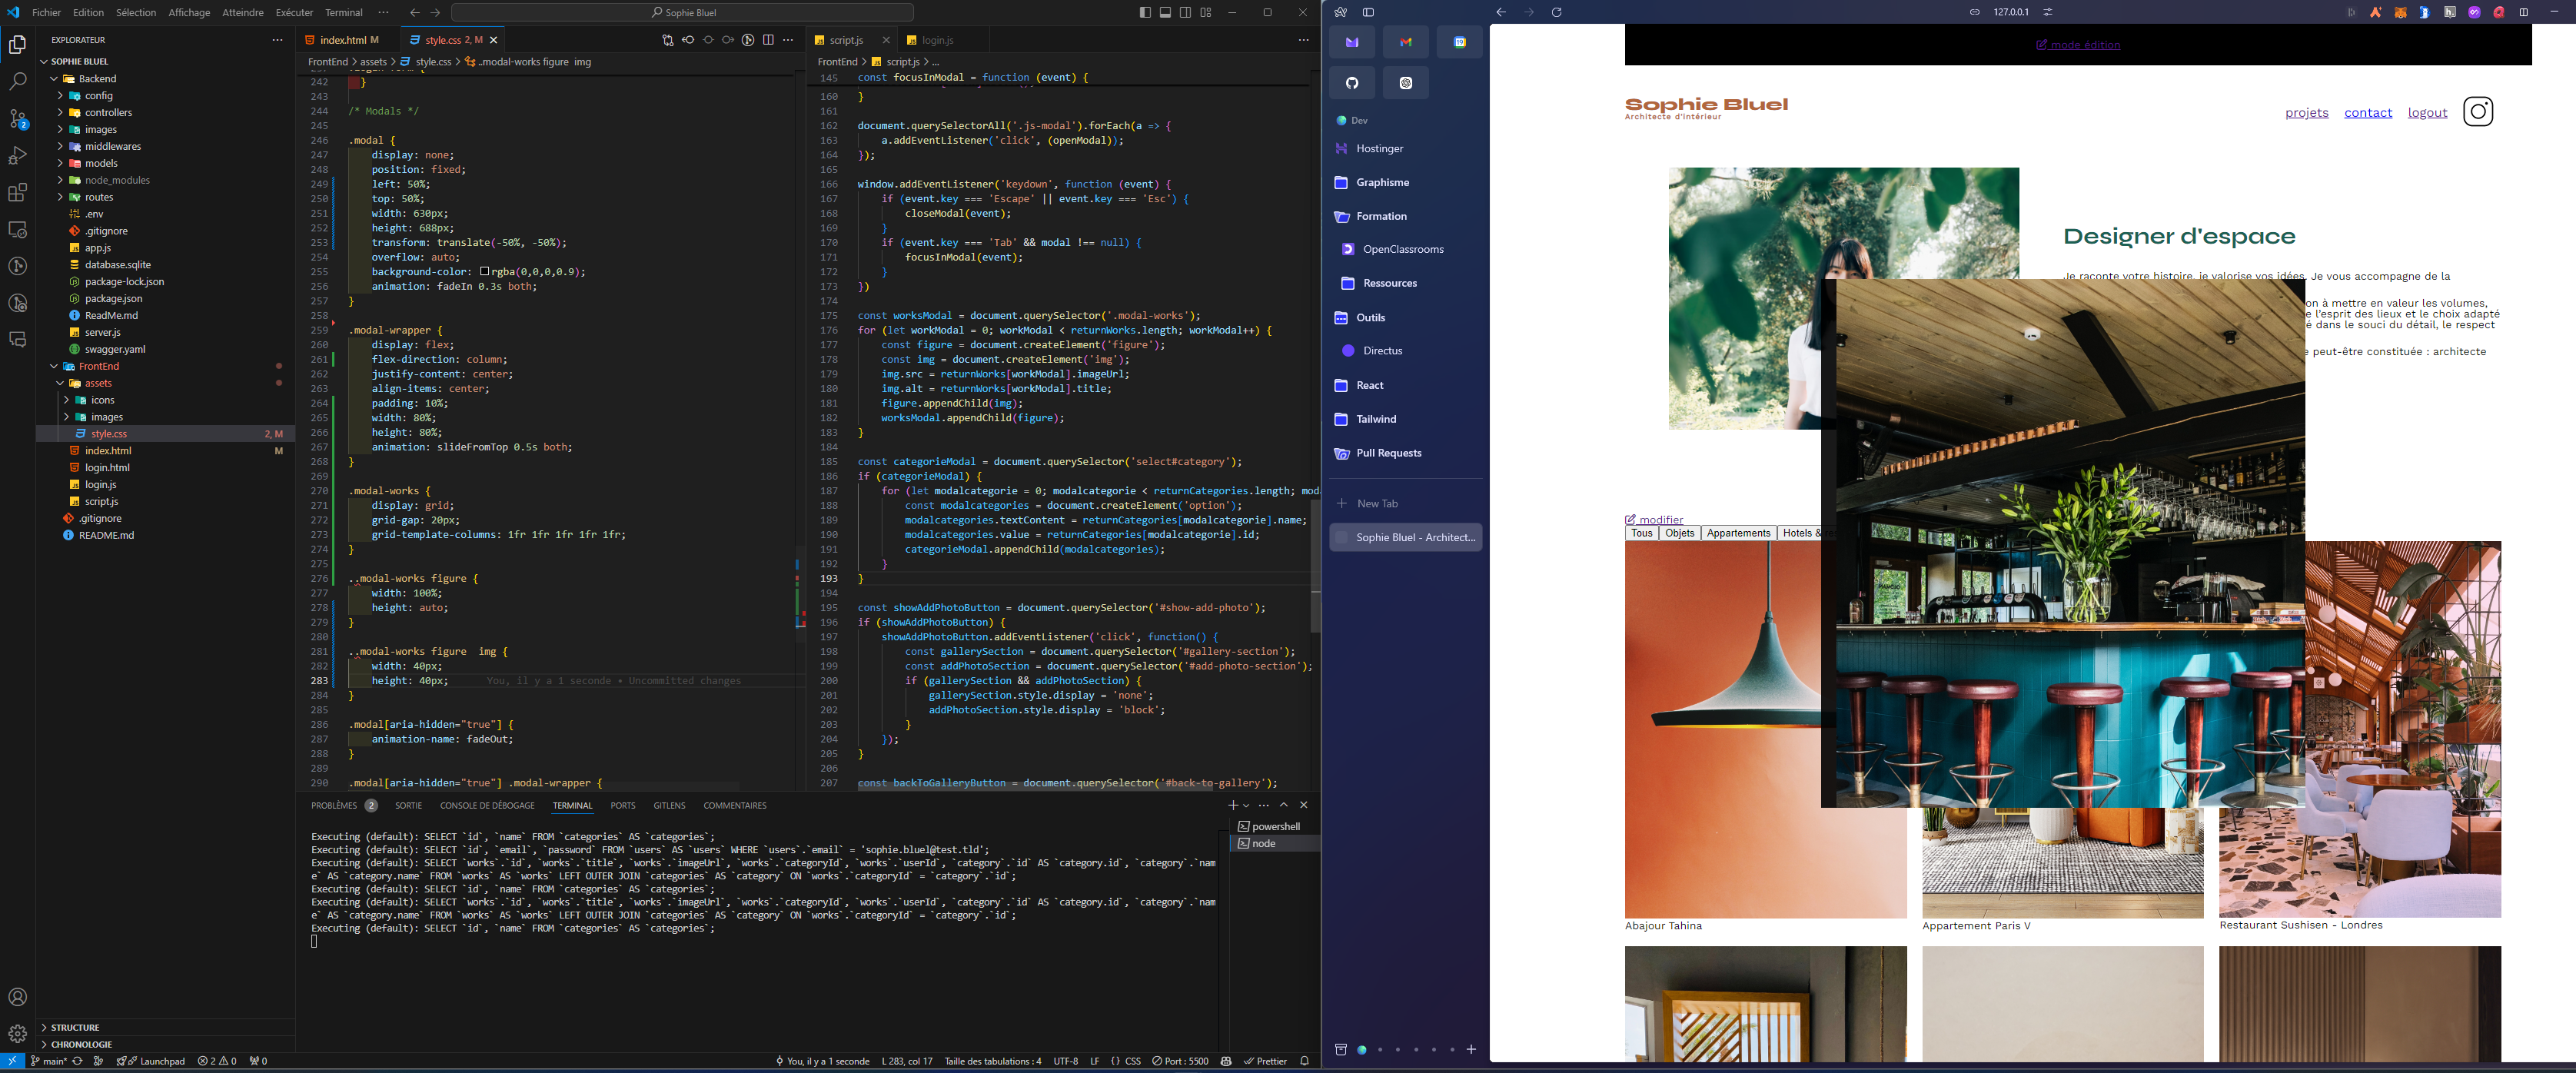 Fichier Edition Sélection Affichage Atteindre Exécuter Terminal ··· Sophie Bluel
EXPLORATEUR
SOPHIE BLUEL
Backend
config
controllers
images
middlewares
models
node_modules
routes
.env
.gitignore
app.js
database.sqlite
package-lock.json
package.json
ReadMe.md
server.js
swagger.yaml
FrontEnd
assets
icons
images
style.css 2, M
index.html M
login.html
login.js
script.js
.gitignore
README.md
STRUCTURE
CHRONOLOGIE
index.html M style.css 2, M
FrontEnd > assets > style.css > ..modal-works figure img
242 }
243
244 /* Modals */
245
246 .modal {
247 display: none;
248 position: fixed;
249 left: 50%;
250 top: 50%;
251 width: 630px;
252 height: 688px;
253 transform: translate(-50%, -50%);
254 overflow: auto;
255 background-color: rgba(0,0,0,0.9);
256 animation: fadeIn 0.3s both;
257 }
258
259 .modal-wrapper {
260 display: flex;
261 flex-direction: column;
262 justify-content: center;
263 align-items: center;
264 padding: 10%;
265 width: 80%;
266 height: 80%;
267 animation: slideFromTop 0.5s both;
268 }
269
270 .modal-works {
271 display: grid;
272 grid-gap: 20px;
273 grid-template-columns: 1fr 1fr 1fr 1fr 1fr;
274 }
275
276 ..modal-works figure {
277 width: 100%;
278 height: auto;
279 }
280
281 ..modal-works figure  img {
282 width: 40px;
283 height: 40px; You, il y a 1 seconde • Uncommitted changes
284 }
285
286 .modal[aria-hidden="true"] {
287 animation-name: fadeOut;
288 }
289
290 .modal[aria-hidden="true"] .modal-wrapper {
script.js login.js
FrontEnd > script.js > ...
145 const focusInModal = function (event) {
160 }
161
162 document.querySelectorAll('.js-modal').forEach(a => {
163 a.addEventListener('click', (openModal));
164 });
165
166 window.addEventListener('keydown', function (event) {
167 if (event.key === 'Escape' || event.key === 'Esc') {
168 closeModal(event);
169 }
170 if (event.key === 'Tab' && modal !== null) {
171 focusInModal(event);
172 }
173 })
174
175 const worksModal = document.querySelector('.modal-works');
176 for (let workModal = 0; workModal < returnWorks.length; workModal++) {
177 const figure = document.createElement('figure');
178 const img = document.createElement('img');
179 img.src = returnWorks[workModal].imageUrl;
180 img.alt = returnWorks[workModal].title;
181 figure.appendChild(img);
182 worksModal.appendChild(figure);
183 }
184
185 const categorieModal = document.querySelector('select#category');
186 if (categorieModal) {
187 for (let modalcategorie = 0; modalcategorie < returnCategories.length; moda
188 const modalcategories = document.createElement('option');
189 modalcategories.textContent = returnCategories[modalcategorie].name;
190 modalcategories.value = returnCategories[modalcategorie].id;
191 categorieModal.appendChild(modalcategories);
192 }
193 }
194
195 const showAddPhotoButton = document.querySelector('#show-add-photo');
196 if (showAddPhotoButton) {
197 showAddPhotoButton.addEventListener('click', function() {
198 const gallerySection = document.querySelector('#gallery-section');
199 const addPhotoSection = document.querySelector('#add-photo-section');
200 if (gallerySection && addPhotoSection) {
201 gallerySection.style.display = 'none';
202 addPhotoSection.style.display = 'block';
203 }
204 });
205 }
206
207 const backToGalleryButton = document.querySelector('#back-to-gallery');
PROBLÈMES 2 SORTIE CONSOLE DE DÉBOGAGE TERMINAL PORTS GITLENS COMMENTAIRES
Executing (default): SELECT `id`, `name` FROM `categories` AS `categories`;
Executing (default): SELECT `id`, `email`, `password` FROM `users` AS `users` WHERE `users`.`email` = 'sophie.bluel@test.tld';
Executing (default): SELECT `works`.`id`, `works`.`title`, `works`.`imageUrl`, `works`.`categoryId`, `works`.`userId`, `category`.`id` AS `category.id`, `category`.`nam
e` AS `category.name` FROM `works` AS `works` LEFT OUTER JOIN `categories` AS `category` ON `works`.`categoryId` = `category`.`id`;
Executing (default): SELECT `id`, `name` FROM `categories` AS `categories`;
Executing (default): SELECT `works`.`id`, `works`.`title`, `works`.`imageUrl`, `works`.`categoryId`, `works`.`userId`, `category`.`id` AS `category.id`, `category`.`nam
e` AS `category.name` FROM `works` AS `works` LEFT OUTER JOIN `categories` AS `category` ON `works`.`categoryId` = `category`.`id`;
Executing (default): SELECT `id`, `name` FROM `categories` AS `categories`;
powershell
node
main* Launchpad 2 0 0 You, il y a 1 seconde L 283, col 17 Taille des tabulations : 4 UTF-8 LF CSS Port : 5500 Prettier
127.0.0.1
Dev
Hostinger
Graphisme
Formation
OpenClassrooms
Ressources
Outils
Directus
React
Tailwind
Pull Requests
New Tab
Sophie Bluel - Architect...
mode édition
Sophie Bluel
Architecte d'intérieur
projets contact logout
Designer d'espace
Je raconte votre histoire, je valorise vos idées. Je vous accompagne de la
on à mettre en valeur les volumes,
e l'esprit des lieux et le choix adapté
é dans le souci du détail, le respect
e peut-être constituée : architecte
modifier
Tous Objets Appartements Hotels &
Abajour Tahina
Appartement Paris V
Restaurant Sushisen - Londres